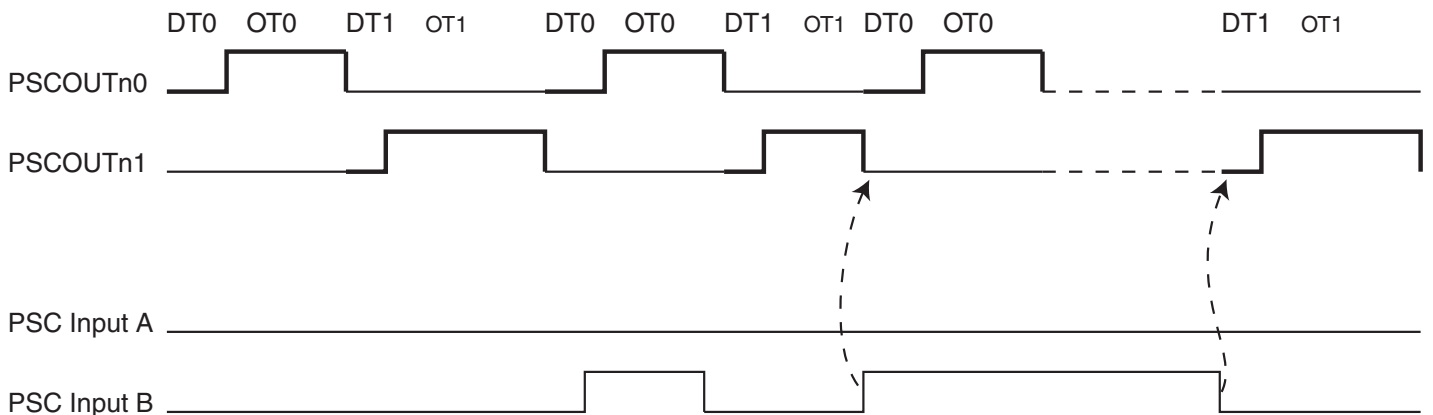 DT0 OT0 DT1 OT1 DT0 OT0 DT1 OT1 DT0 OT0 DT1 OT1
PSCOUTn0
PSCOUTn1
PSC Input A
PSC Input B